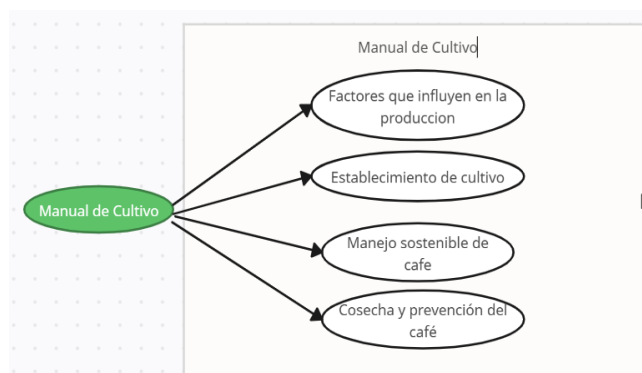 Manual de Cultivo
Factores que influyen en la
produccion
Establecimiento de cultivo
Manual de Cultivo
Manejo sostenible de
cafe
Cosecha y prevención del
café